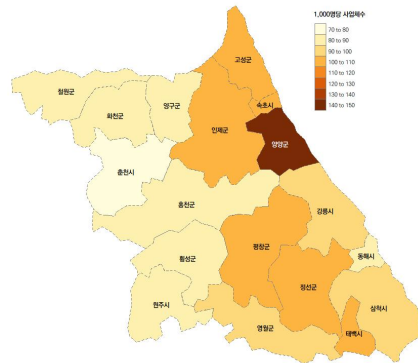 1,000명당 사업체수
70 to 80
80 to 90
90 to 100
100 to 110
110 to 120
120 to 130
130 to 140
140 to 150
고성군
속초시
철원군
화천군
양구군
인제군
양양군
춘천시
홍천군
강릉시
동해시
횡성군
평창군
정선군
원주시
영월군
삼척시
태백시